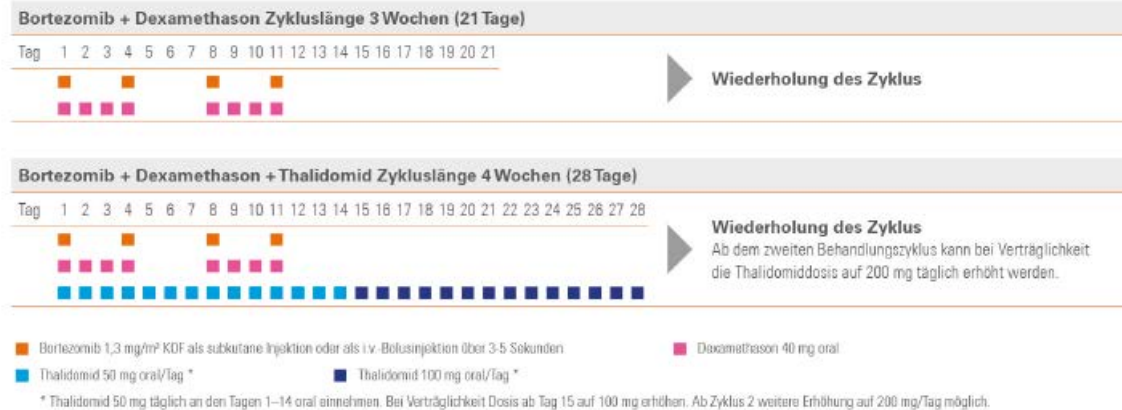 Bortezomib + Dexamethason Zykluslänge 3 Wochen (21 Tage)
Tag 1 2 3 4 5 6 7 8 9 10 11 12 13 14 15 16 17 18 19 20 21
Wiederholung des Zyklus
Bortezomib + Dexamethason + Thalidomid Zykluslänge 4 Wochen (28 Tage)
Tag 1 2 3 4 5 6 7 8 9 10 11 12 13 14 15 16 17 18 19 20 21 22 23 24 25 26 27 28
Wiederholung des Zyklus
Ab dem zweiten Behandlungszyklus kann bei Verträglichkeit
die Thalidomiddosis auf 200 mg täglich erhöht werden.
Bortezomib 1,3 mg/m² KOF als subkutane Injektion oder als i.v.-Bolusinjektion über 3-5 Sekunden
Dexamethason 40 mg oral
Thalidomid 50 mg oral/Tag *
Thalidomid 100 mg oral/Tag *
* Thalidomid 50 mg täglich an den Tagen 1–14 oral einnehmen. Bei Verträglichkeit Dosis ab Tag 15 auf 100 mg erhöhen. Ab Zyklus 2 weitere Erhöhung auf 200 mg/Tag möglich.